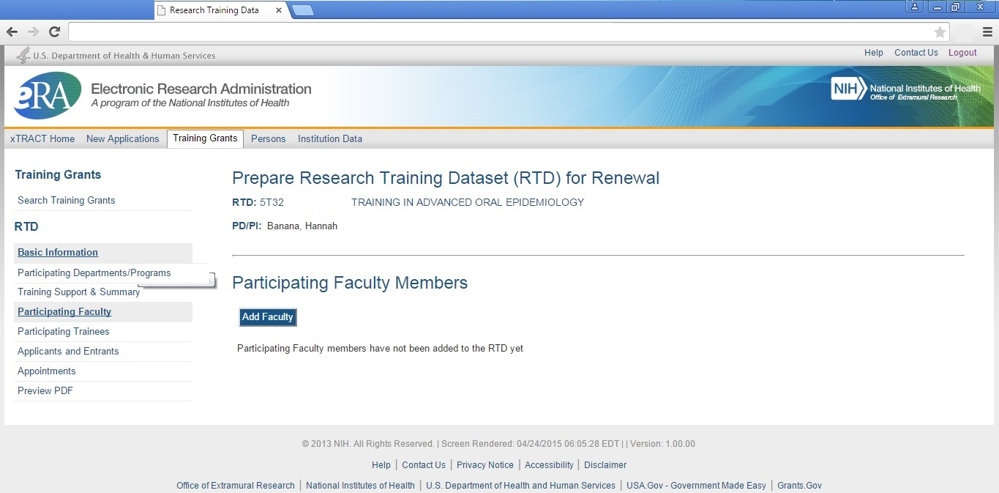 Research Training Data
U.S. Department of Health & Human Services
Help Contact Us Logout
eRA
Electronic Research Administration
A program of the National Institutes of Health
NIH National Institutes of Health
Office of Extramural Research
xTRACT Home New Applications Training Grants Persons Institution Data
Training Grants
Search Training Grants
RTD
Basic Information
Participating Departments/Programs
Training Support & Summary
Participating Faculty
Participating Trainees
Applicants and Entrants
Appointments
Preview PDF
Prepare Research Training Dataset (RTD) for Renewal
RTD: 5T32 TRAINING IN ADVANCED ORAL EPIDEMIOLOGY
PD/PI: Banana, Hannah
Participating Faculty Members
Add Faculty
Participating Faculty members have not been added to the RTD yet
© 2013 NIH. All Rights Reserved. | Screen Rendered: 04/24/2015 06:05:28 EDT | | Version: 1.00.00
Help | Contact Us | Privacy Notice | Accessibility | Disclaimer
Office of Extramural Research | National Institutes of Health | U.S. Department of Health and Human Services | USA.Gov - Government Made Easy | Grants.Gov